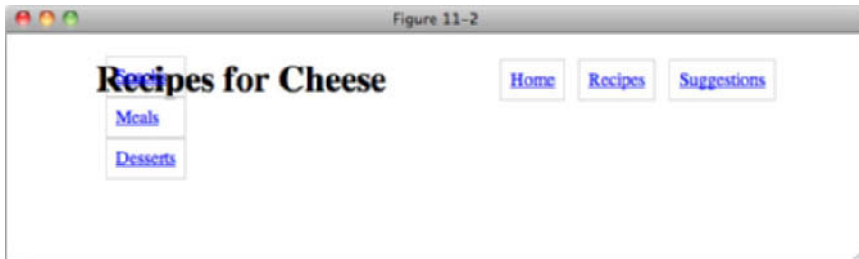 Figure 11-2
Recipes for Cheese
Home
Recipes
Suggestions
Meals
Desserts